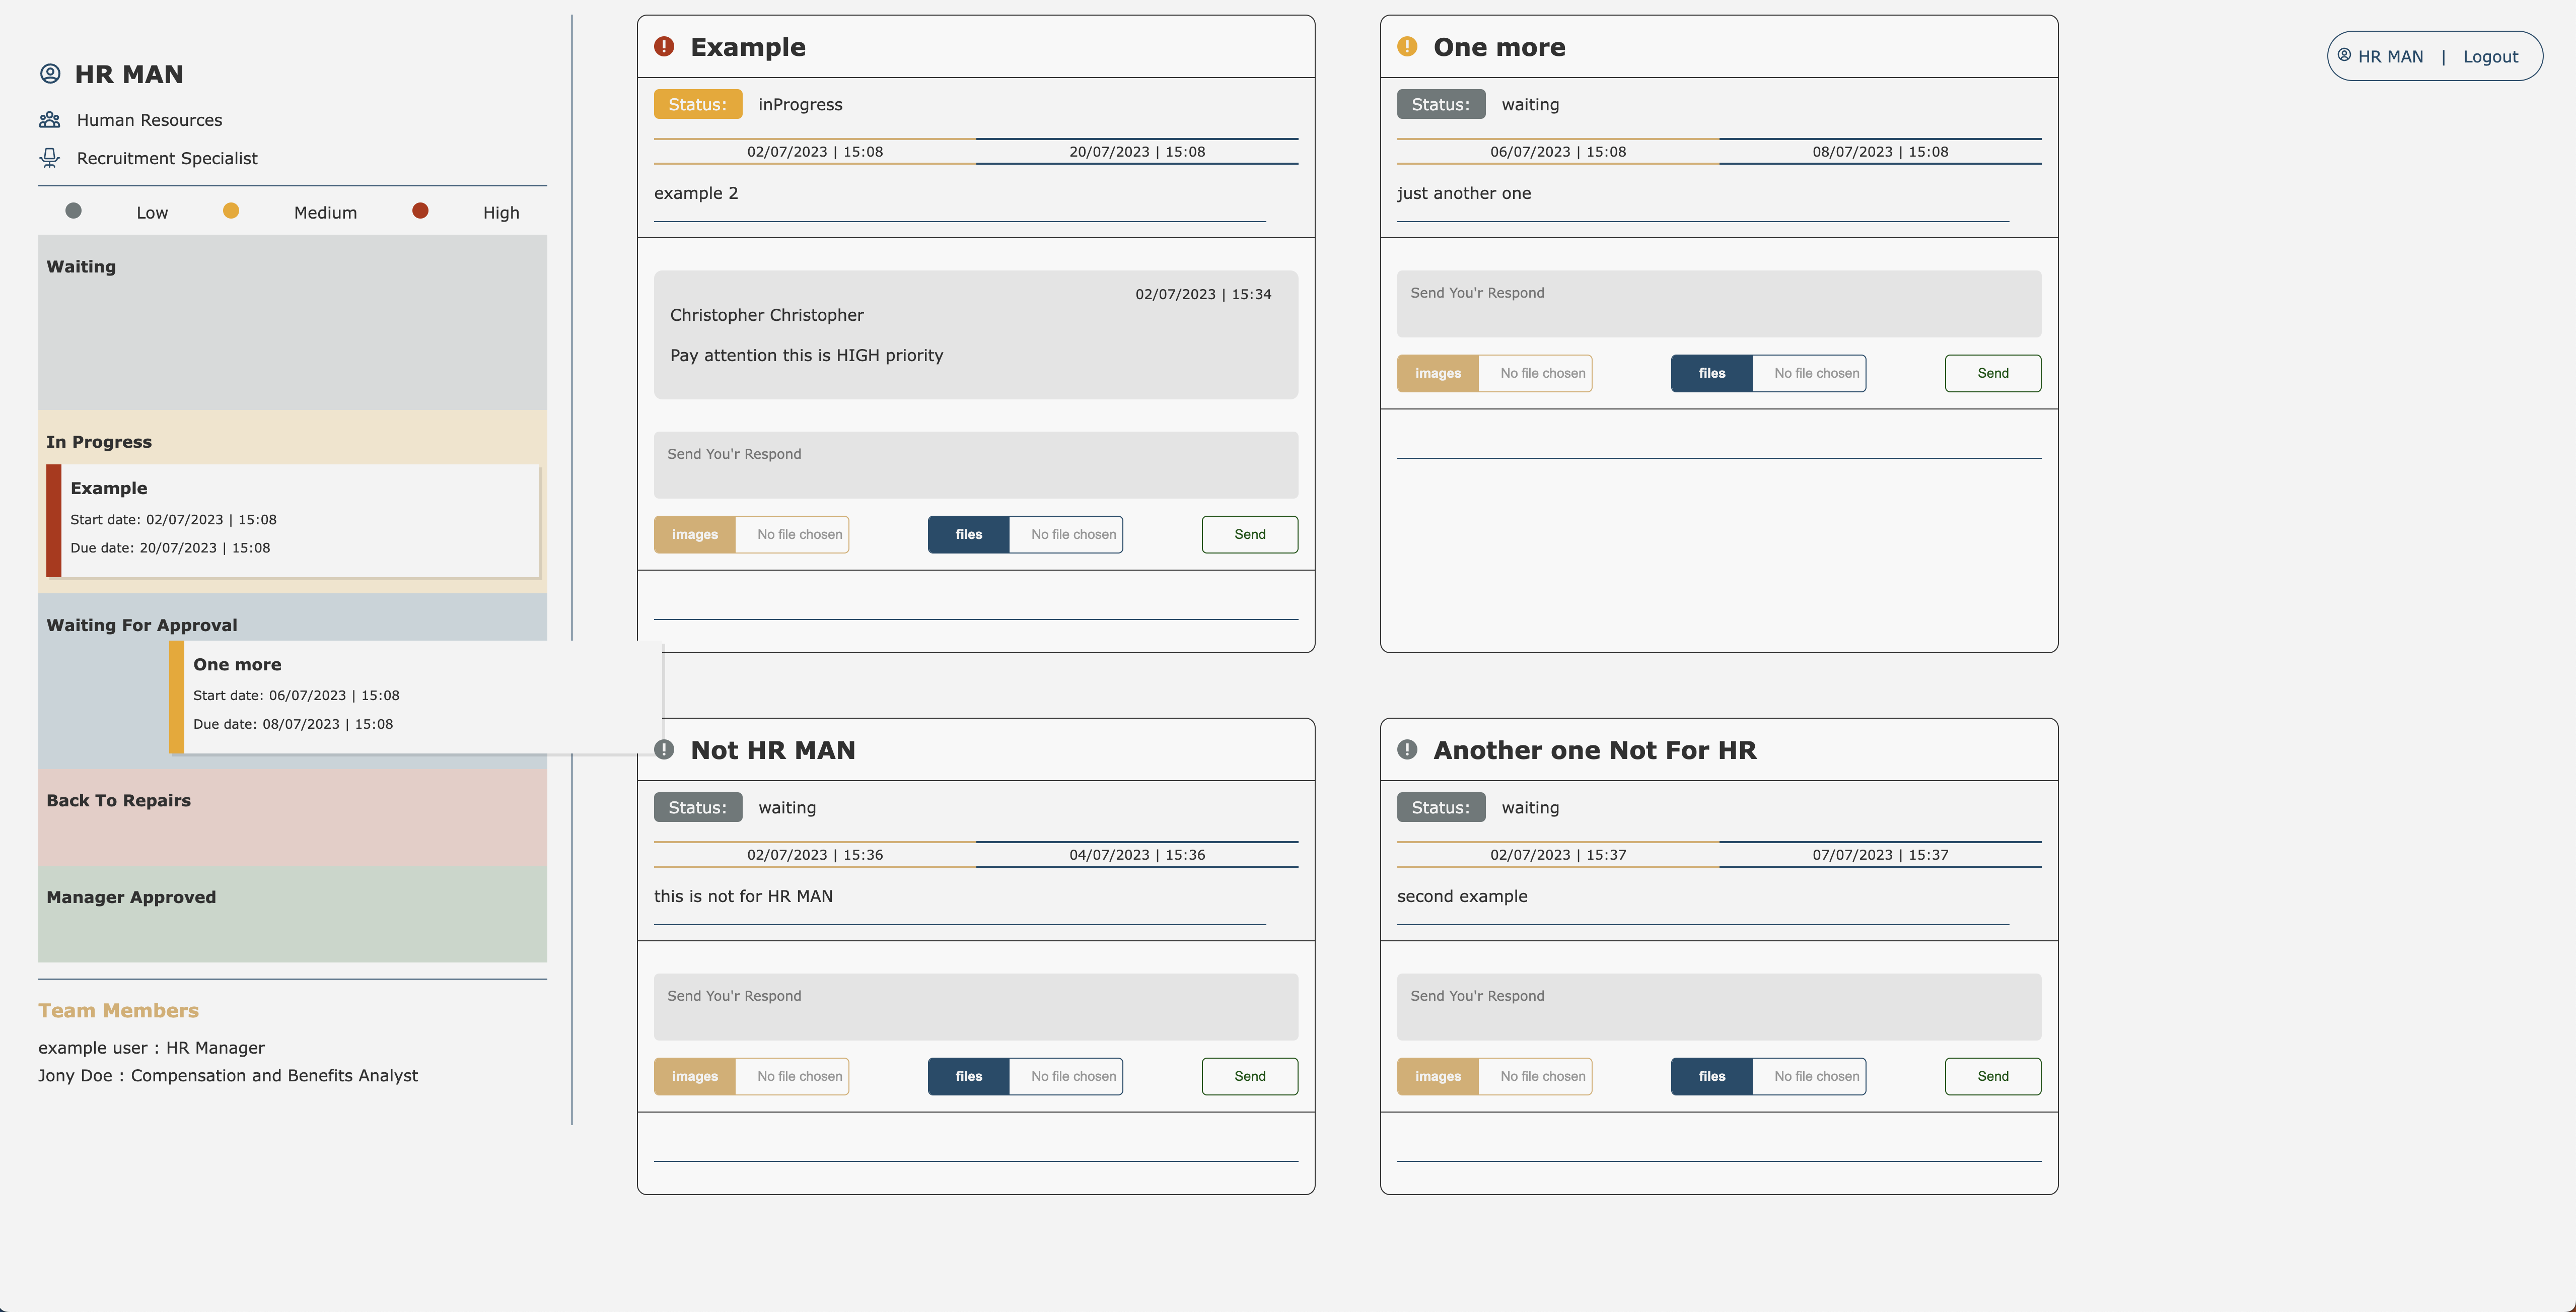 HR MAN
Human Resources
Recruitment Specialist
Low Medium High
Waiting
In Progress
Example
Start date: 02/07/2023 | 15:08
Due date: 20/07/2023 | 15:08
Waiting For Approval
One more
Start date: 06/07/2023 | 15:08
Due date: 08/07/2023 | 15:08
Back To Repairs
Manager Approved
Team Members
example user : HR Manager
Jony Doe : Compensation and Benefits Analyst
Example
Status: inProgress
02/07/2023 | 15:08 20/07/2023 | 15:08
example 2
02/07/2023 | 15:34
Christopher Christopher
Pay attention this is HIGH priority
Send You'r Respond
images No file chosen files No file chosen Send
One more
Status: waiting
06/07/2023 | 15:08 08/07/2023 | 15:08
just another one
Send You'r Respond
images No file chosen files No file chosen Send
HR MAN | Logout
Not HR MAN
Status: waiting
02/07/2023 | 15:36 04/07/2023 | 15:36
this is not for HR MAN
Send You'r Respond
images No file chosen files No file chosen Send
Another one Not For HR
Status: waiting
02/07/2023 | 15:37 07/07/2023 | 15:37
second example
Send You'r Respond
images No file chosen files No file chosen Send